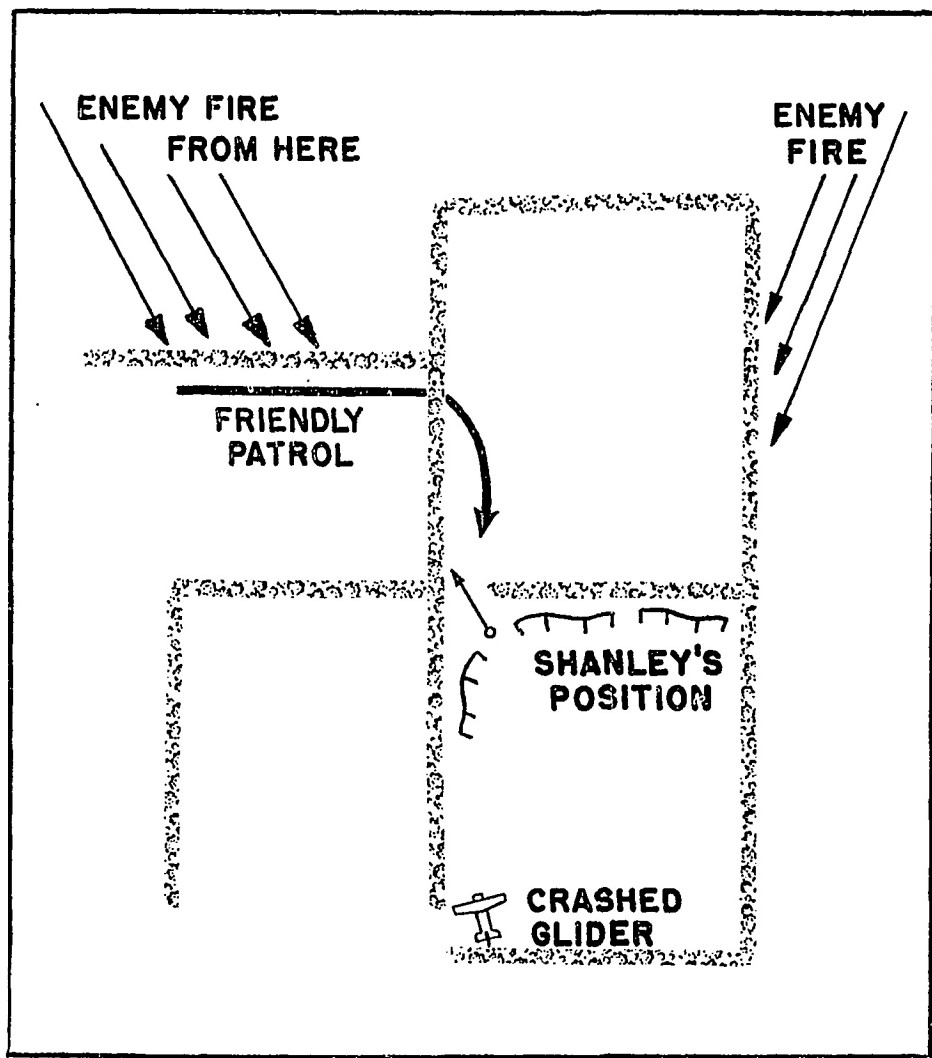 ENEMY FIRE
FROM HERE
ENEMY
FIRE
FRIENDLY
PATROL
SHANLEY'S
POSITION
CRASHED
GLIDER